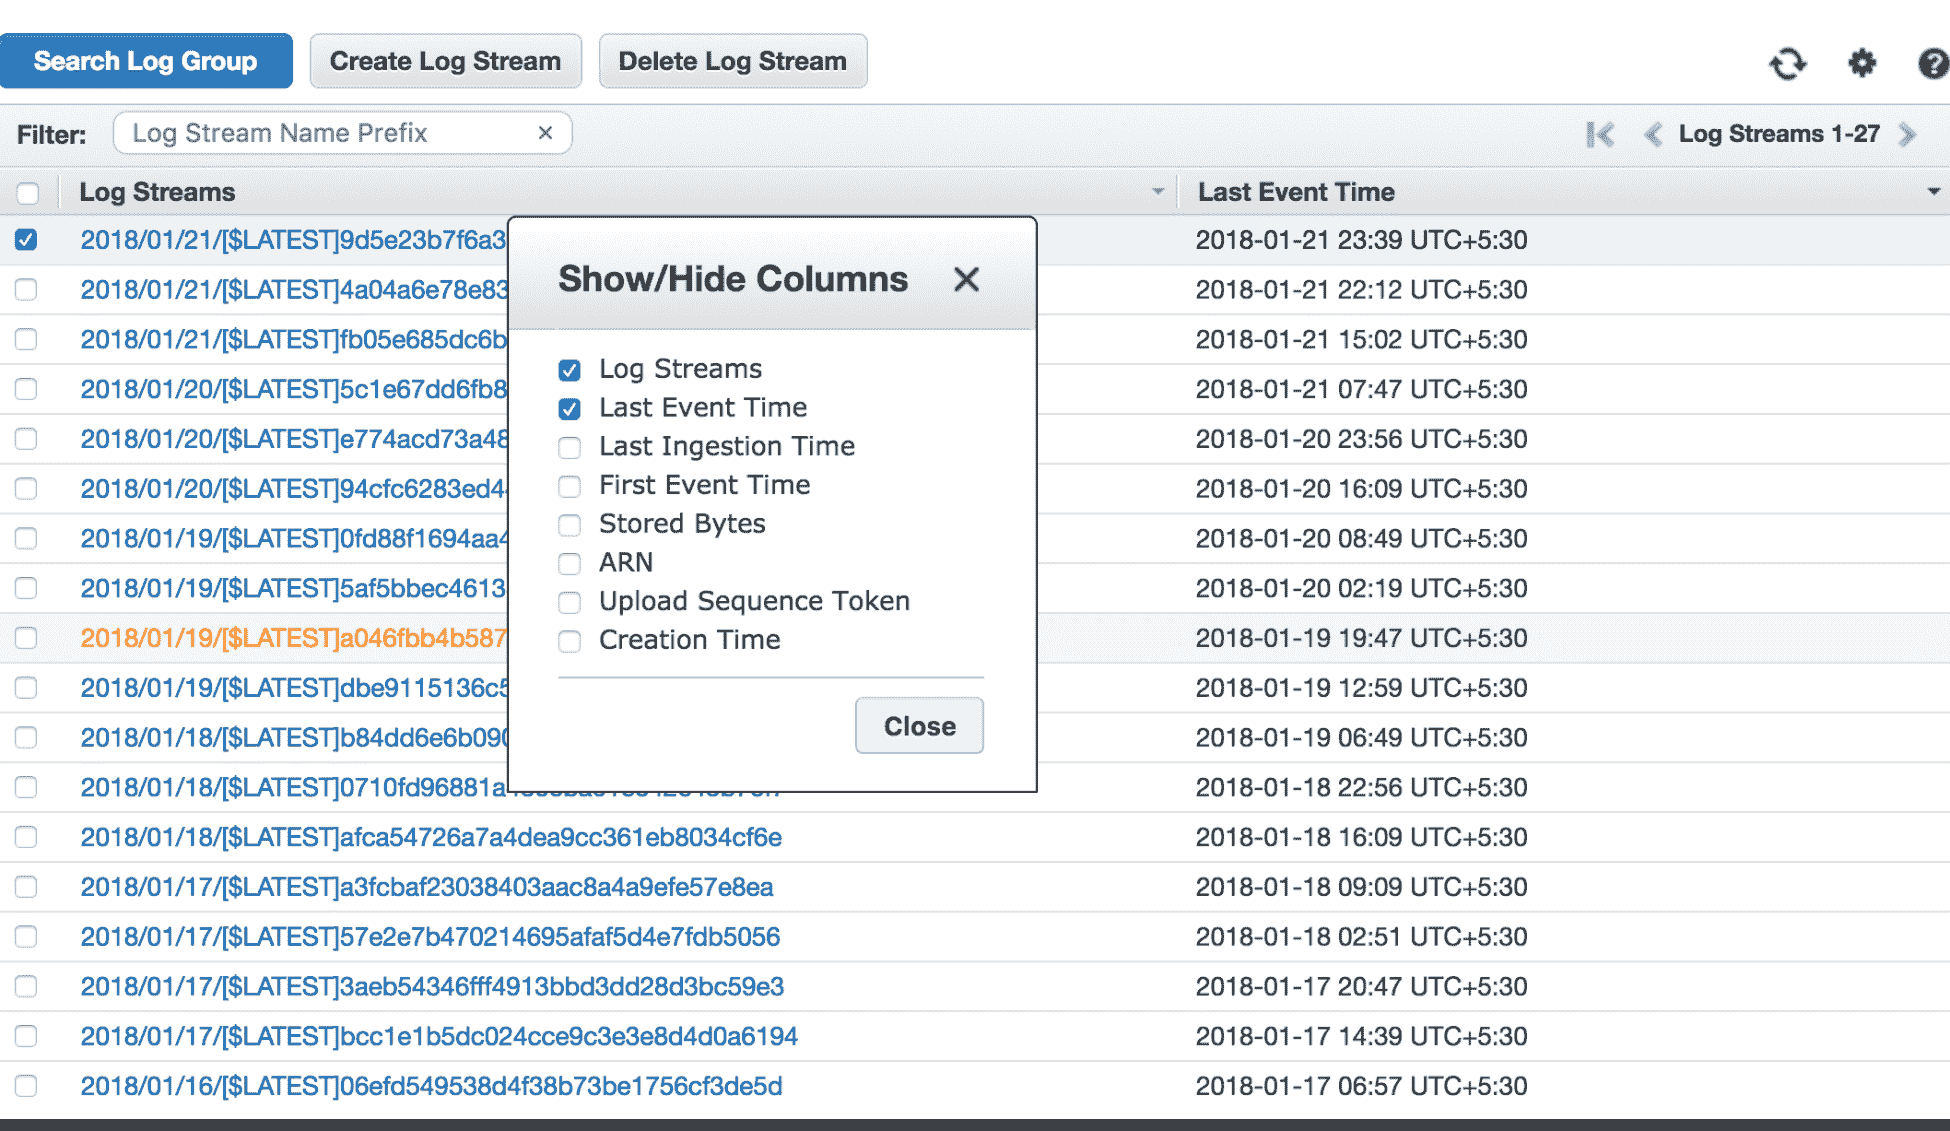 Search Log Group Create Log Stream Delete Log Stream ?
Filter: Log Stream Name Prefix × Log Streams 1-27
Log Streams Last Event Time
2018/01/21/[$LATEST]9d5e23b7f6a3 2018-01-21 23:39 UTC+5:30
2018/01/21/[$LATEST]4a04a6e78e83 2018-01-21 22:12 UTC+5:30
2018/01/21/[$LATEST]fb05e685dc6b 2018-01-21 15:02 UTC+5:30
2018/01/20/[$LATEST]5c1e67dd6fb8 2018-01-21 07:47 UTC+5:30
2018/01/20/[$LATEST]e774acd73a48 2018-01-20 23:56 UTC+5:30
2018/01/20/[$LATEST]94cfc6283ed4 2018-01-20 16:09 UTC+5:30
2018/01/19/[$LATEST]0fd88f1694aa4 2018-01-20 08:49 UTC+5:30
2018/01/19/[$LATEST]5af5bbec4613 2018-01-20 02:19 UTC+5:30
2018/01/19/[$LATEST]a046fbb4b587 2018-01-19 19:47 UTC+5:30
2018/01/19/[$LATEST]dbe9115136c5 2018-01-19 12:59 UTC+5:30
2018/01/18/[$LATEST]b84dd6e6b090 2018-01-19 06:49 UTC+5:30
2018/01/18/[$LATEST]0710fd96881a 2018-01-18 22:56 UTC+5:30
2018/01/18/[$LATEST]afca54726a7a4dea9cc361eb8034cf6e 2018-01-18 16:09 UTC+5:30
2018/01/17/[$LATEST]a3fcbaf23038403aac8a4a9efe57e8ea 2018-01-18 09:09 UTC+5:30
2018/01/17/[$LATEST]57e2e7b470214695afaf5d4e7fdb5056 2018-01-18 02:51 UTC+5:30
2018/01/17/[$LATEST]3aeb54346fff4913bbd3dd28d3bc59e3 2018-01-17 20:47 UTC+5:30
2018/01/17/[$LATEST]bcc1e1b5dc024cce9c3e3e8d4d0a6194 2018-01-17 14:39 UTC+5:30
2018/01/16/[$LATEST]06efd549538d4f38b73be1756cf3de5d 2018-01-17 06:57 UTC+5:30
Show/Hide Columns
Log Streams
Last Event Time
Last Ingestion Time
First Event Time
Stored Bytes
ARN
Upload Sequence Token
Creation Time
Close